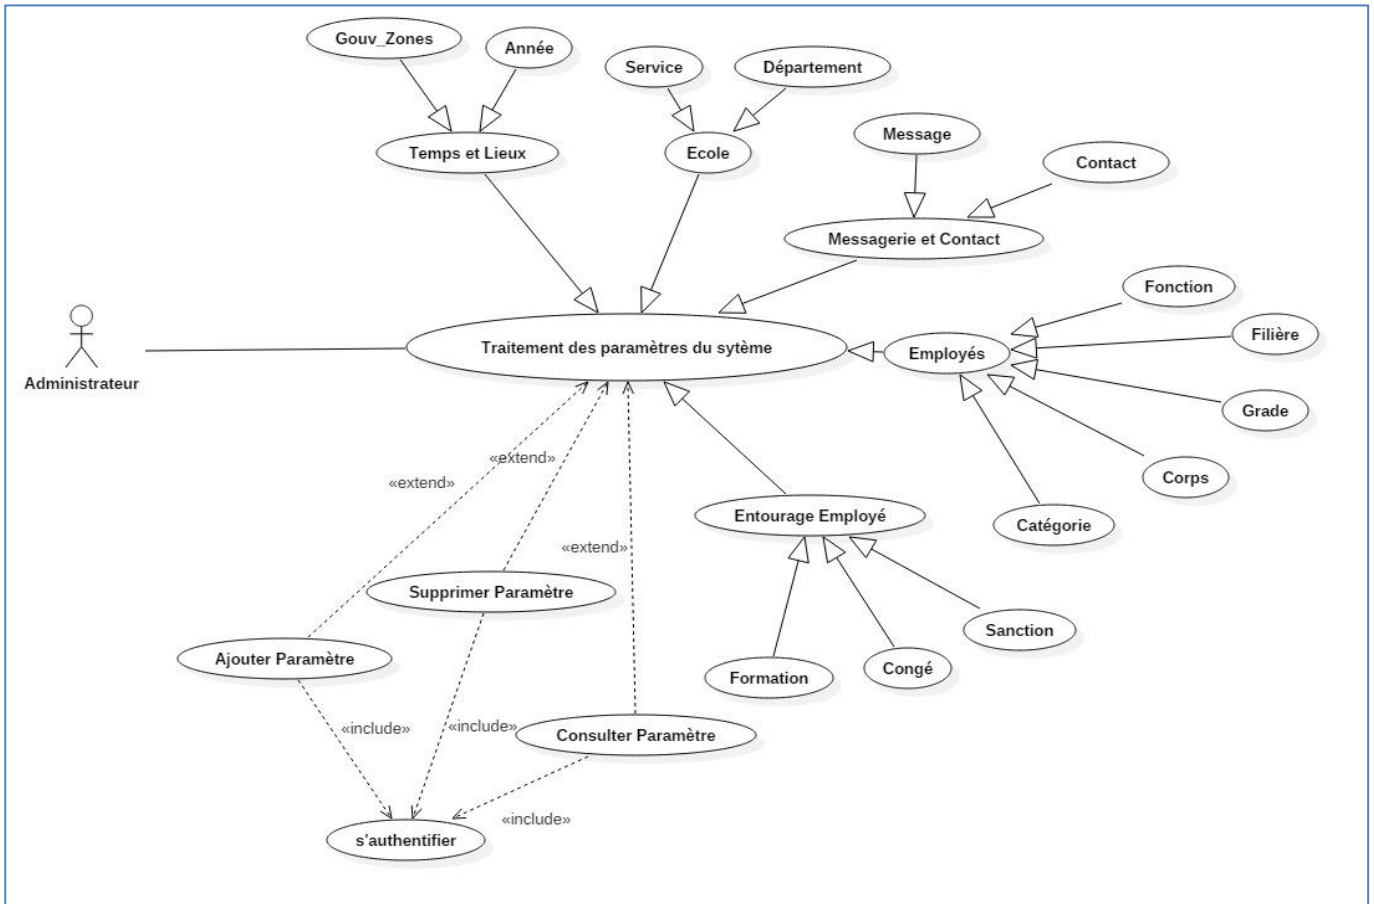 Gouv_Zones
Année
Service
Département
Temps et Lieux
Ecole
Message
Contact
Messagerie et Contact
Fonction
Filière
Traitement des paramètres du sytème
Employés
Administrateur
Grade
«extend»
«extend»
Corps
Entourage Employé
Catégorie
«extend»
Supprimer Paramètre
Sanction
Ajouter Paramètre
Formation
Congé
«include»
«include»
Consulter Paramètre
«include»
s'authentifier